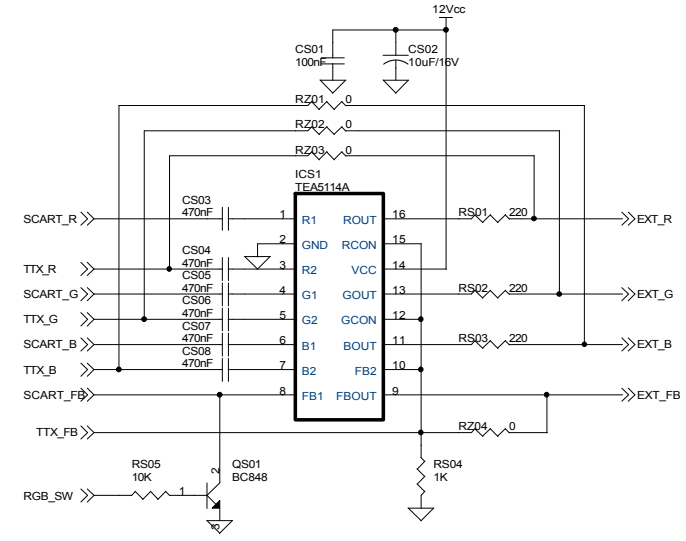 12Vcc
CS01
100nF
CS02
10uF/16V
RZ01 0
RZ02 0
RZ03 0
ICS1
TEA5114A
CS03
470nF
SCART_R 1 R1 ROUT 16 RS01 220 EXT_R
2 GND RCON 15
CS04
470nF
TTX_R 3 R2 VCC 14
CS05
470nF
SCART_G 4 G1 GOUT 13 RS02 220 EXT_G
CS06
470nF
TTX_G 5 G2 GCON 12
CS07
470nF
SCART_B 6 B1 BOUT 11 RS03 220 EXT_B
CS08
470nF
TTX_B 7 B2 FB2 10
SCART_FB 8 FB1 FBOUT 9 EXT_FB
TTX_FB RZ04 0
RS05
10K
QS01
BC848
RS04
1K
2
RGB_SW 1
3